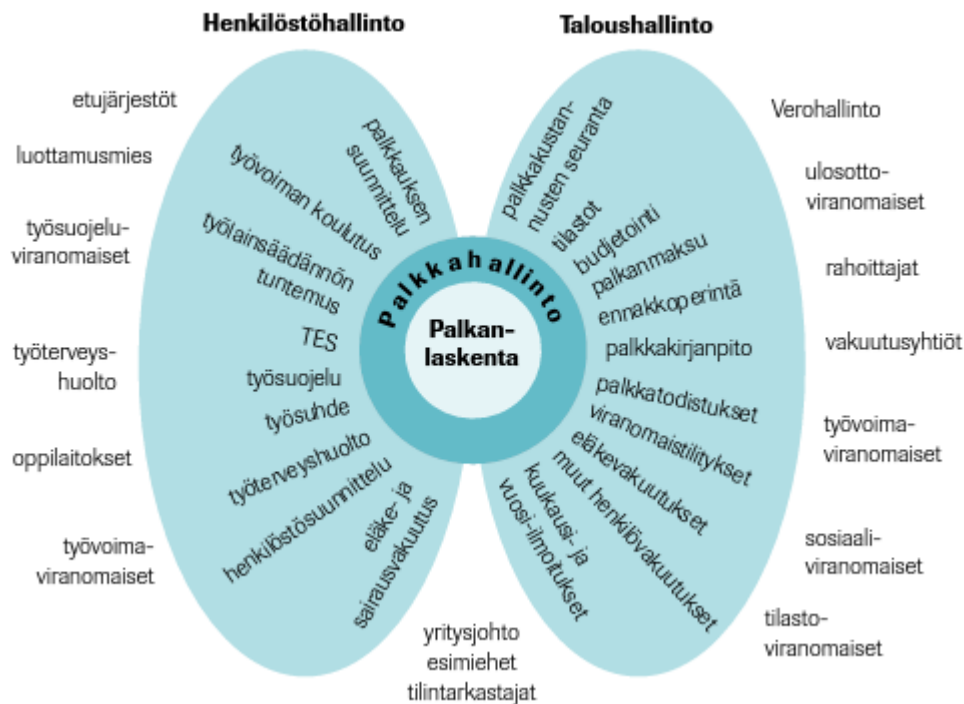 Henkilöstöhallinto
Taloushallinto
etujärjestöt
luottamusmies
työsuojelu-
viranomaiset
työterveys-
huolto
oppilaitokset
työvoima-
viranomaiset
palkkauksen
suunnittelu
työvoiman koulutus
työlainsäädännön
tuntemus
TES
työsuojelu
työsuhde
työterveyshuolto
henkilöstösuunnittelu
eläke- ja
sairausvakuutus
Palkkahallinto
Palkan-
laskenta
palkkakustan-
nusten seuranta
tilastot
budjetointi
palkanmaksu
ennakkoperintä
palkkakirjanpito
palkkatodistukset
viranomaistilitykset
eläkevakuutukset
muut henkilövakuutukset
kuukausi- ja
vuosi-ilmoitukset
Verohallinto
ulosotto-
viranomaiset
rahoittajat
vakuutusyhtiöt
työvoima-
viranomaiset
sosiaali-
viranomaiset
tilasto-
viranomaiset
yritysjohto
esimiehet
tilintarkastajat